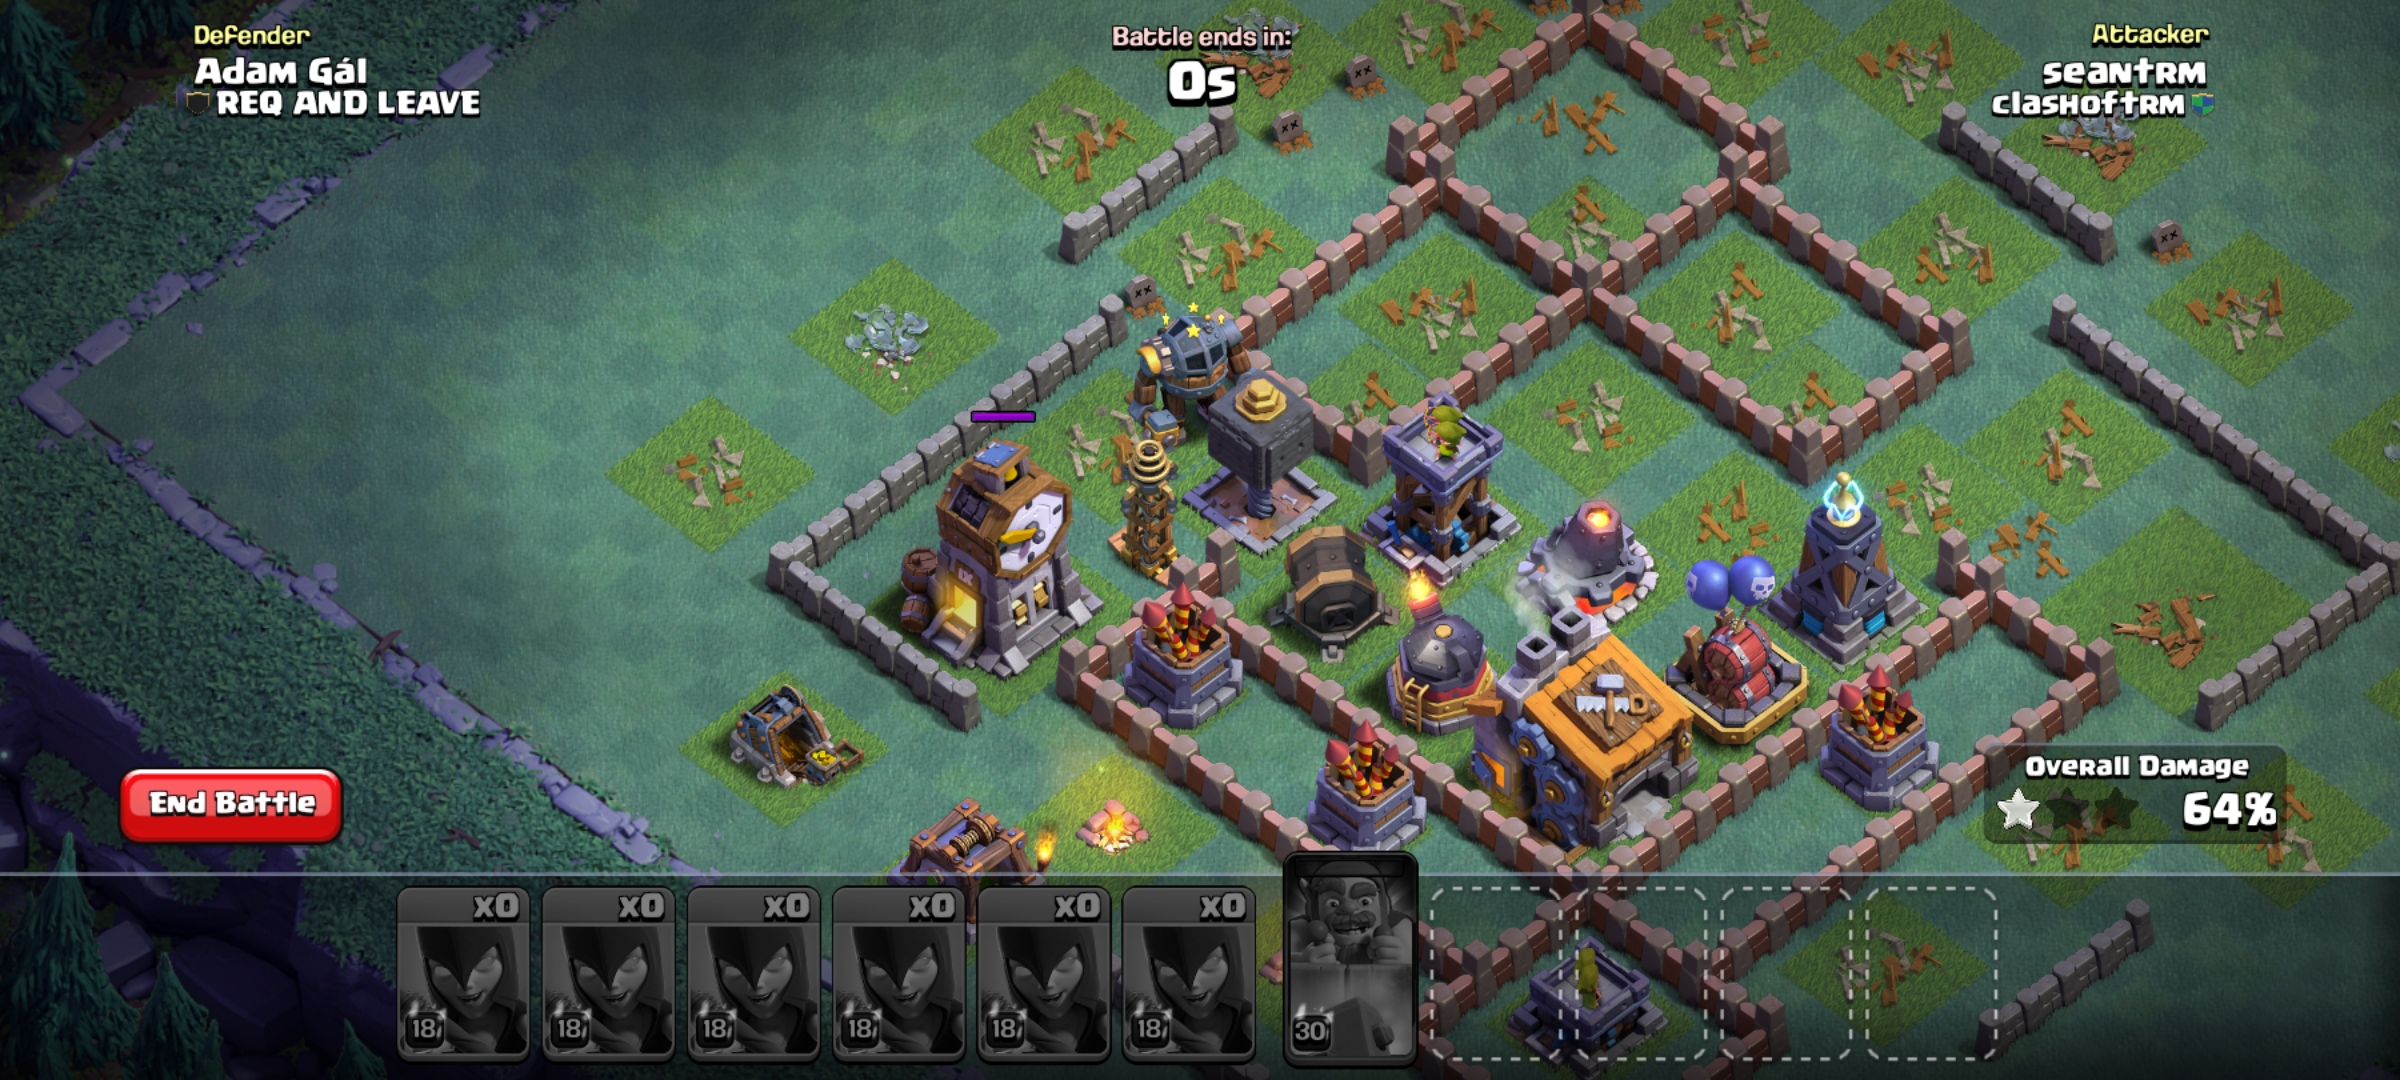 Defender
Adam Gál
REQ AND LEAVE
Battle ends in:
0s
Attacker
seantRM
clashoftRM
End Battle
Overall Damage
64%
x0
x0
x0
x0
x0
x0
18
18
18
18
18
18
30